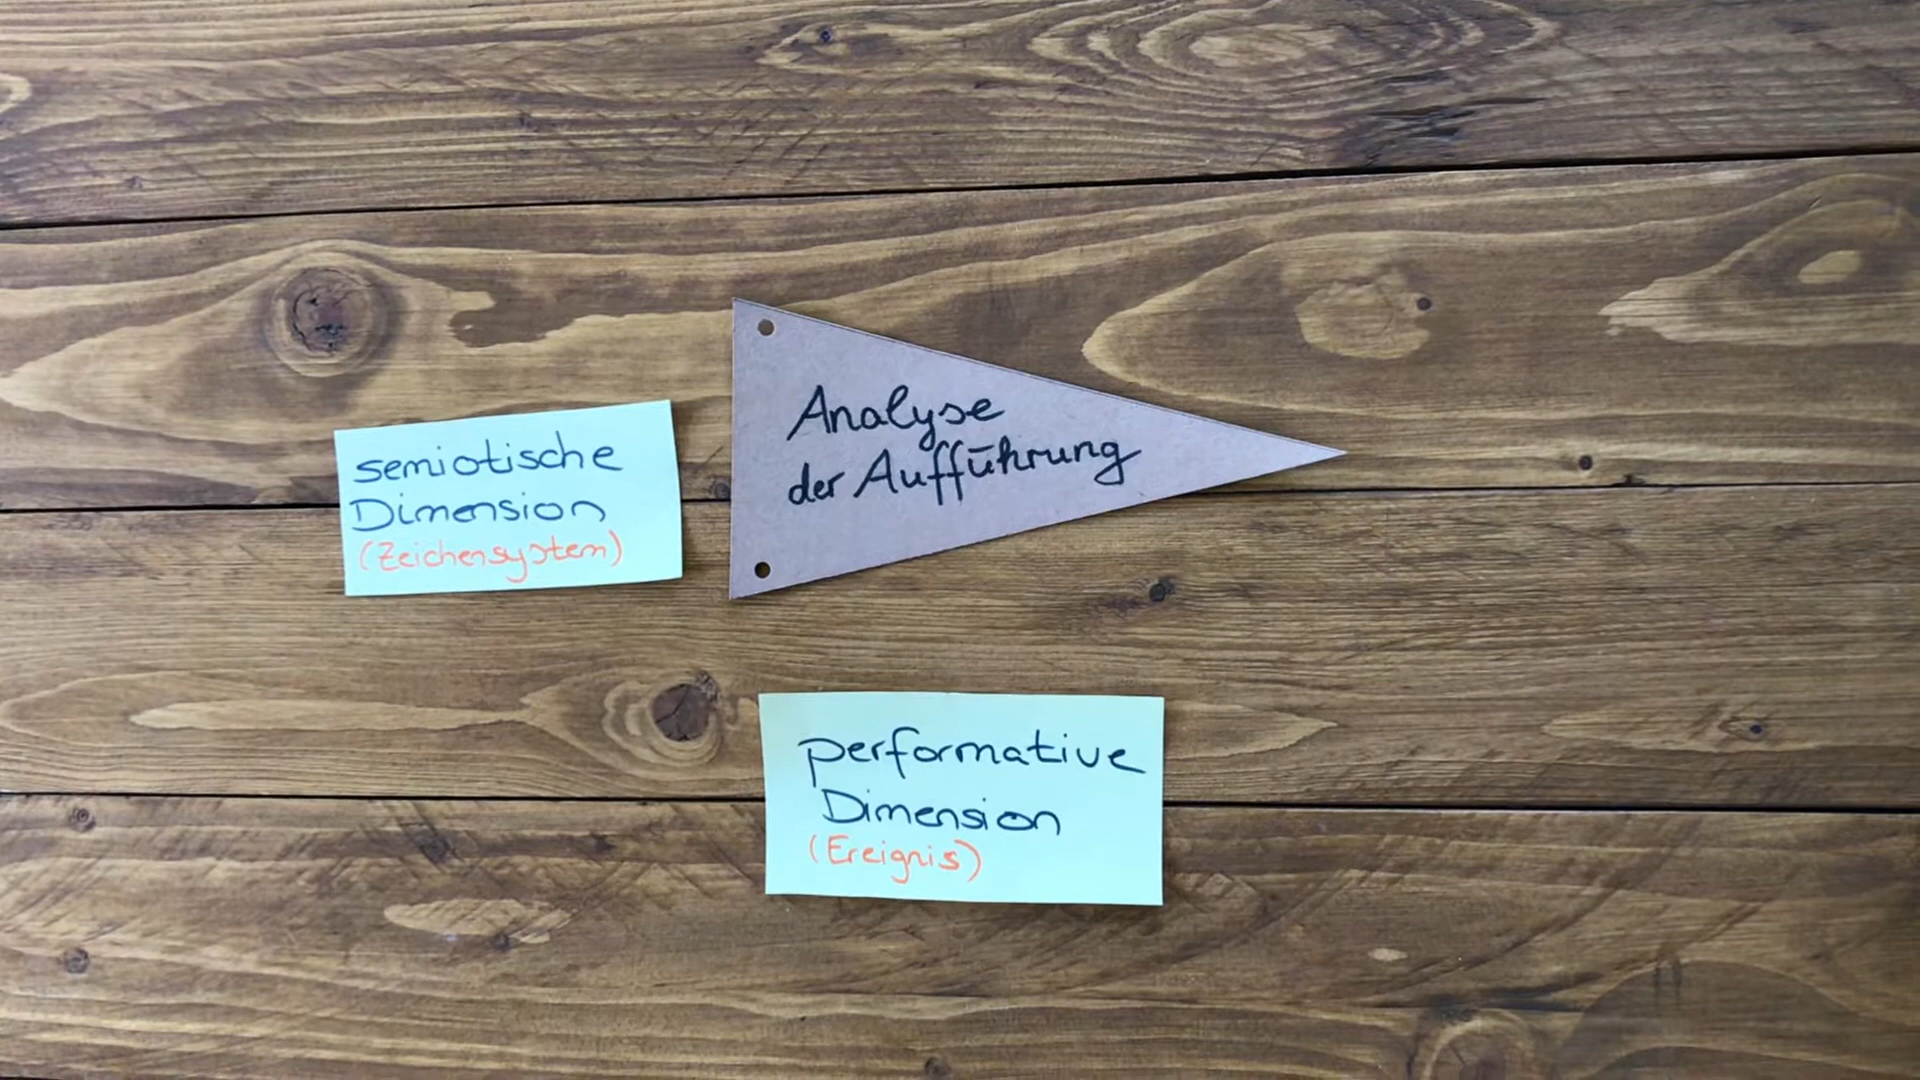 Analyse
der Aufführung
semiotische
Dimension
(Zeichensystem)
performative
Dimension
(Ereignis)